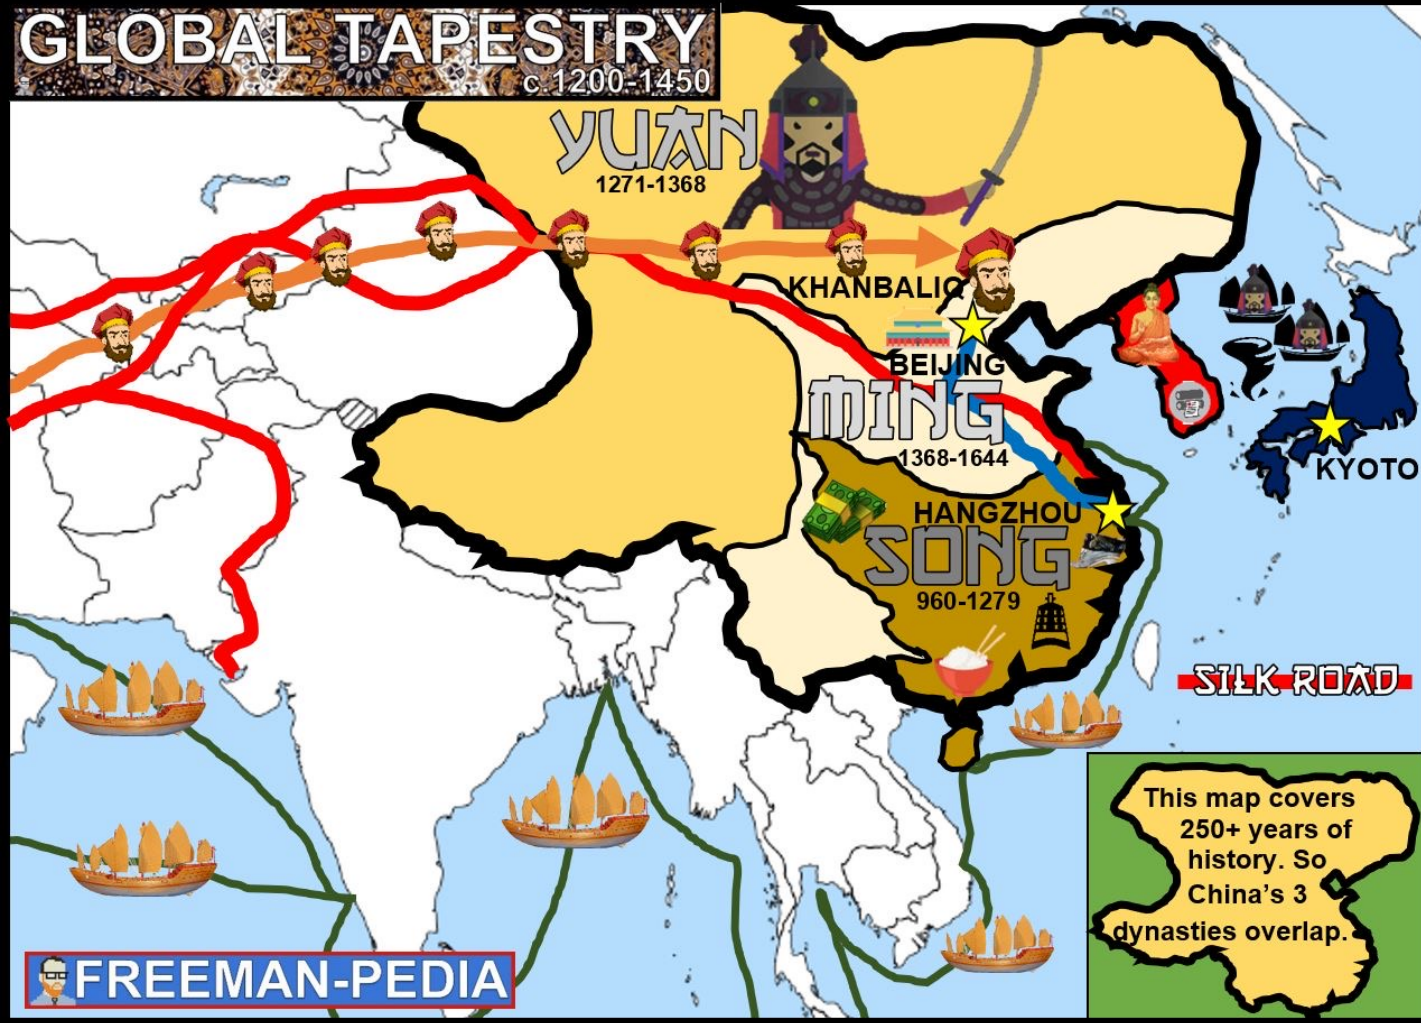 GLOBAL TAPESTRY
c.1200-1450
YUAN
1271-1368
KHANBALIQ
BEIJING
MING
1368-1644
KYOTO
HANGZHOU
SONG
960-1279
SILK ROAD
This map covers
250+ years of
history. So
China's 3
dynasties overlap.
FREEMAN-PEDIA